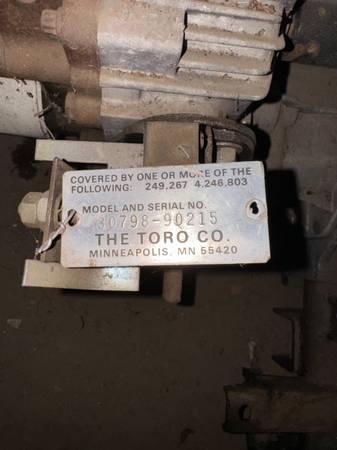 COVERED BY ONE OR MORE OF THE
FOLLOWING: 249,267 4,246,803
MODEL AND SERIAL NO.
30798-90215
THE TORO CO.
MINNEAPOLIS, MN 55420